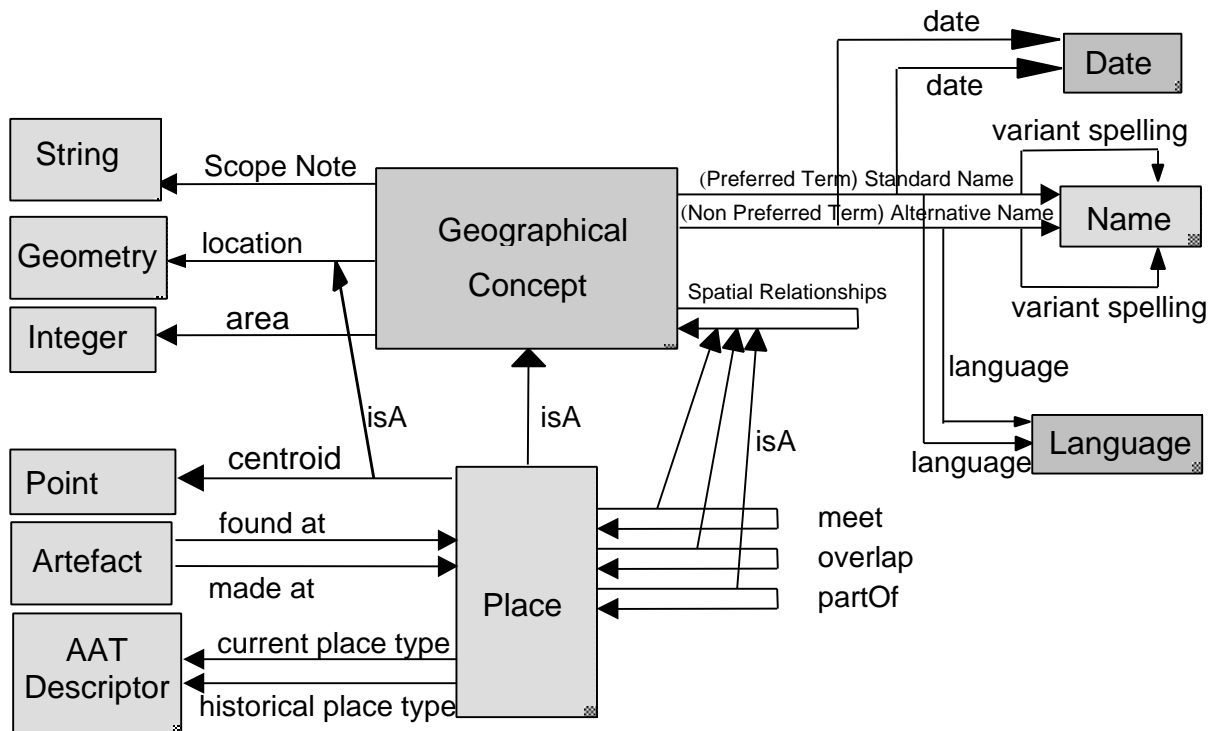 date
Date
date
variant spelling
String
Scope Note
(Preferred Term) Standard Name
Name
(Non Preferred Term) Alternative Name
Geographical
Concept
Geometry
location
Spatial Relationships
variant spelling
Integer
area
language
isA
isA
isA
Language
language
Point
centroid
found at
meet
Artefact
overlap
made at
Place
partOf
AAT
Descriptor
current place type
historical place type